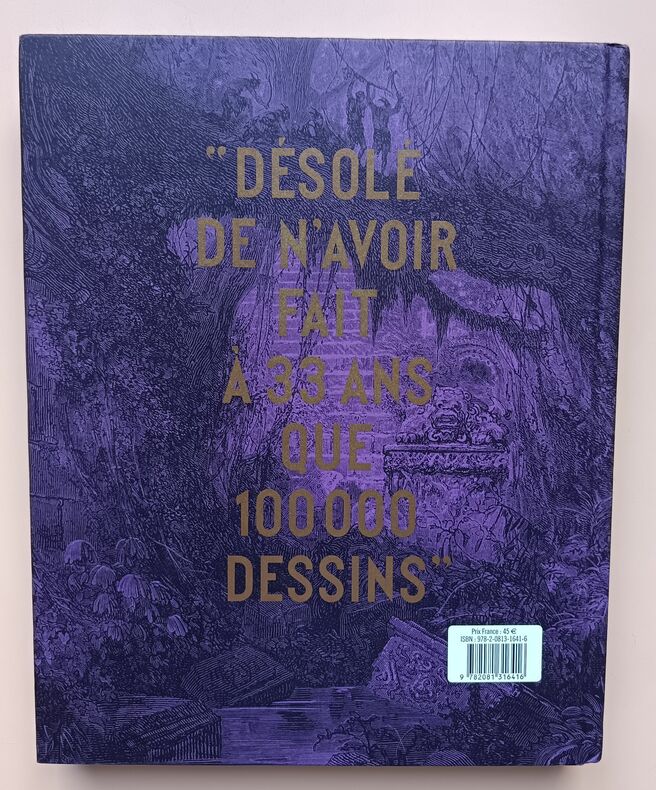 “DÉSOLÉ
DE N'AVOIR
FAIT
À 33 ANS
QUE
100 000
DESSINS”
Prix France : 45 €
ISBN : 978-2-0813-1641-6
9 782081 316416